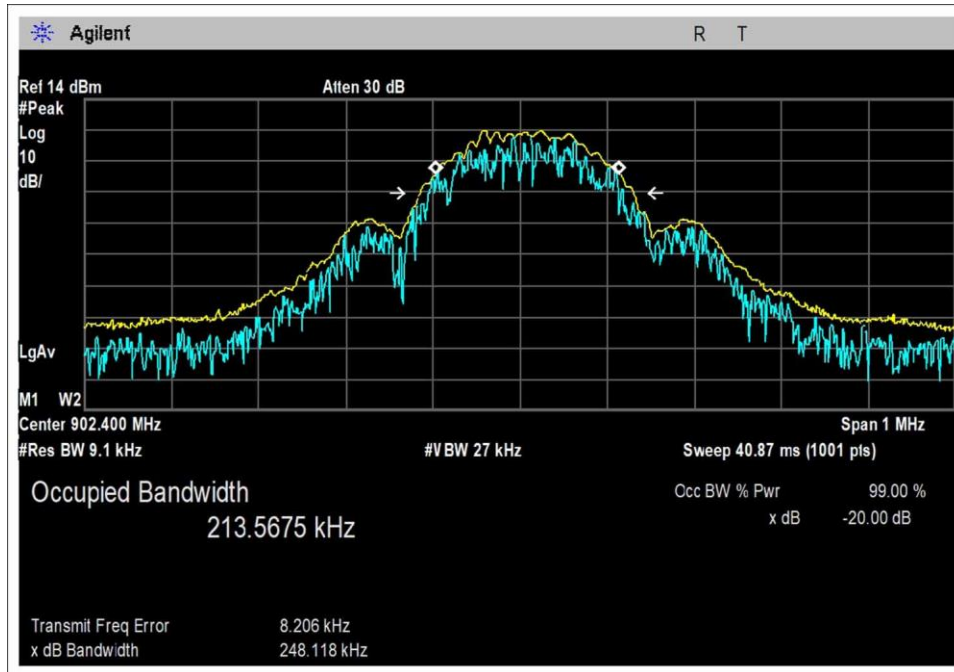 Agilent
R T
Ref 14 dBm Atten 30 dB
#Peak
Log
10
dB/
LgAv
M1 W2
Center 902.400 MHz Span 1 MHz
#Res BW 9.1 kHz #VBW 27 kHz Sweep 40.87 ms (1001 pts)
Occupied Bandwidth Occ BW % Pwr 99.00 %
213.5675 kHz x dB -20.00 dB
Transmit Freq Error 8.206 kHz
x dB Bandwidth 248.118 kHz